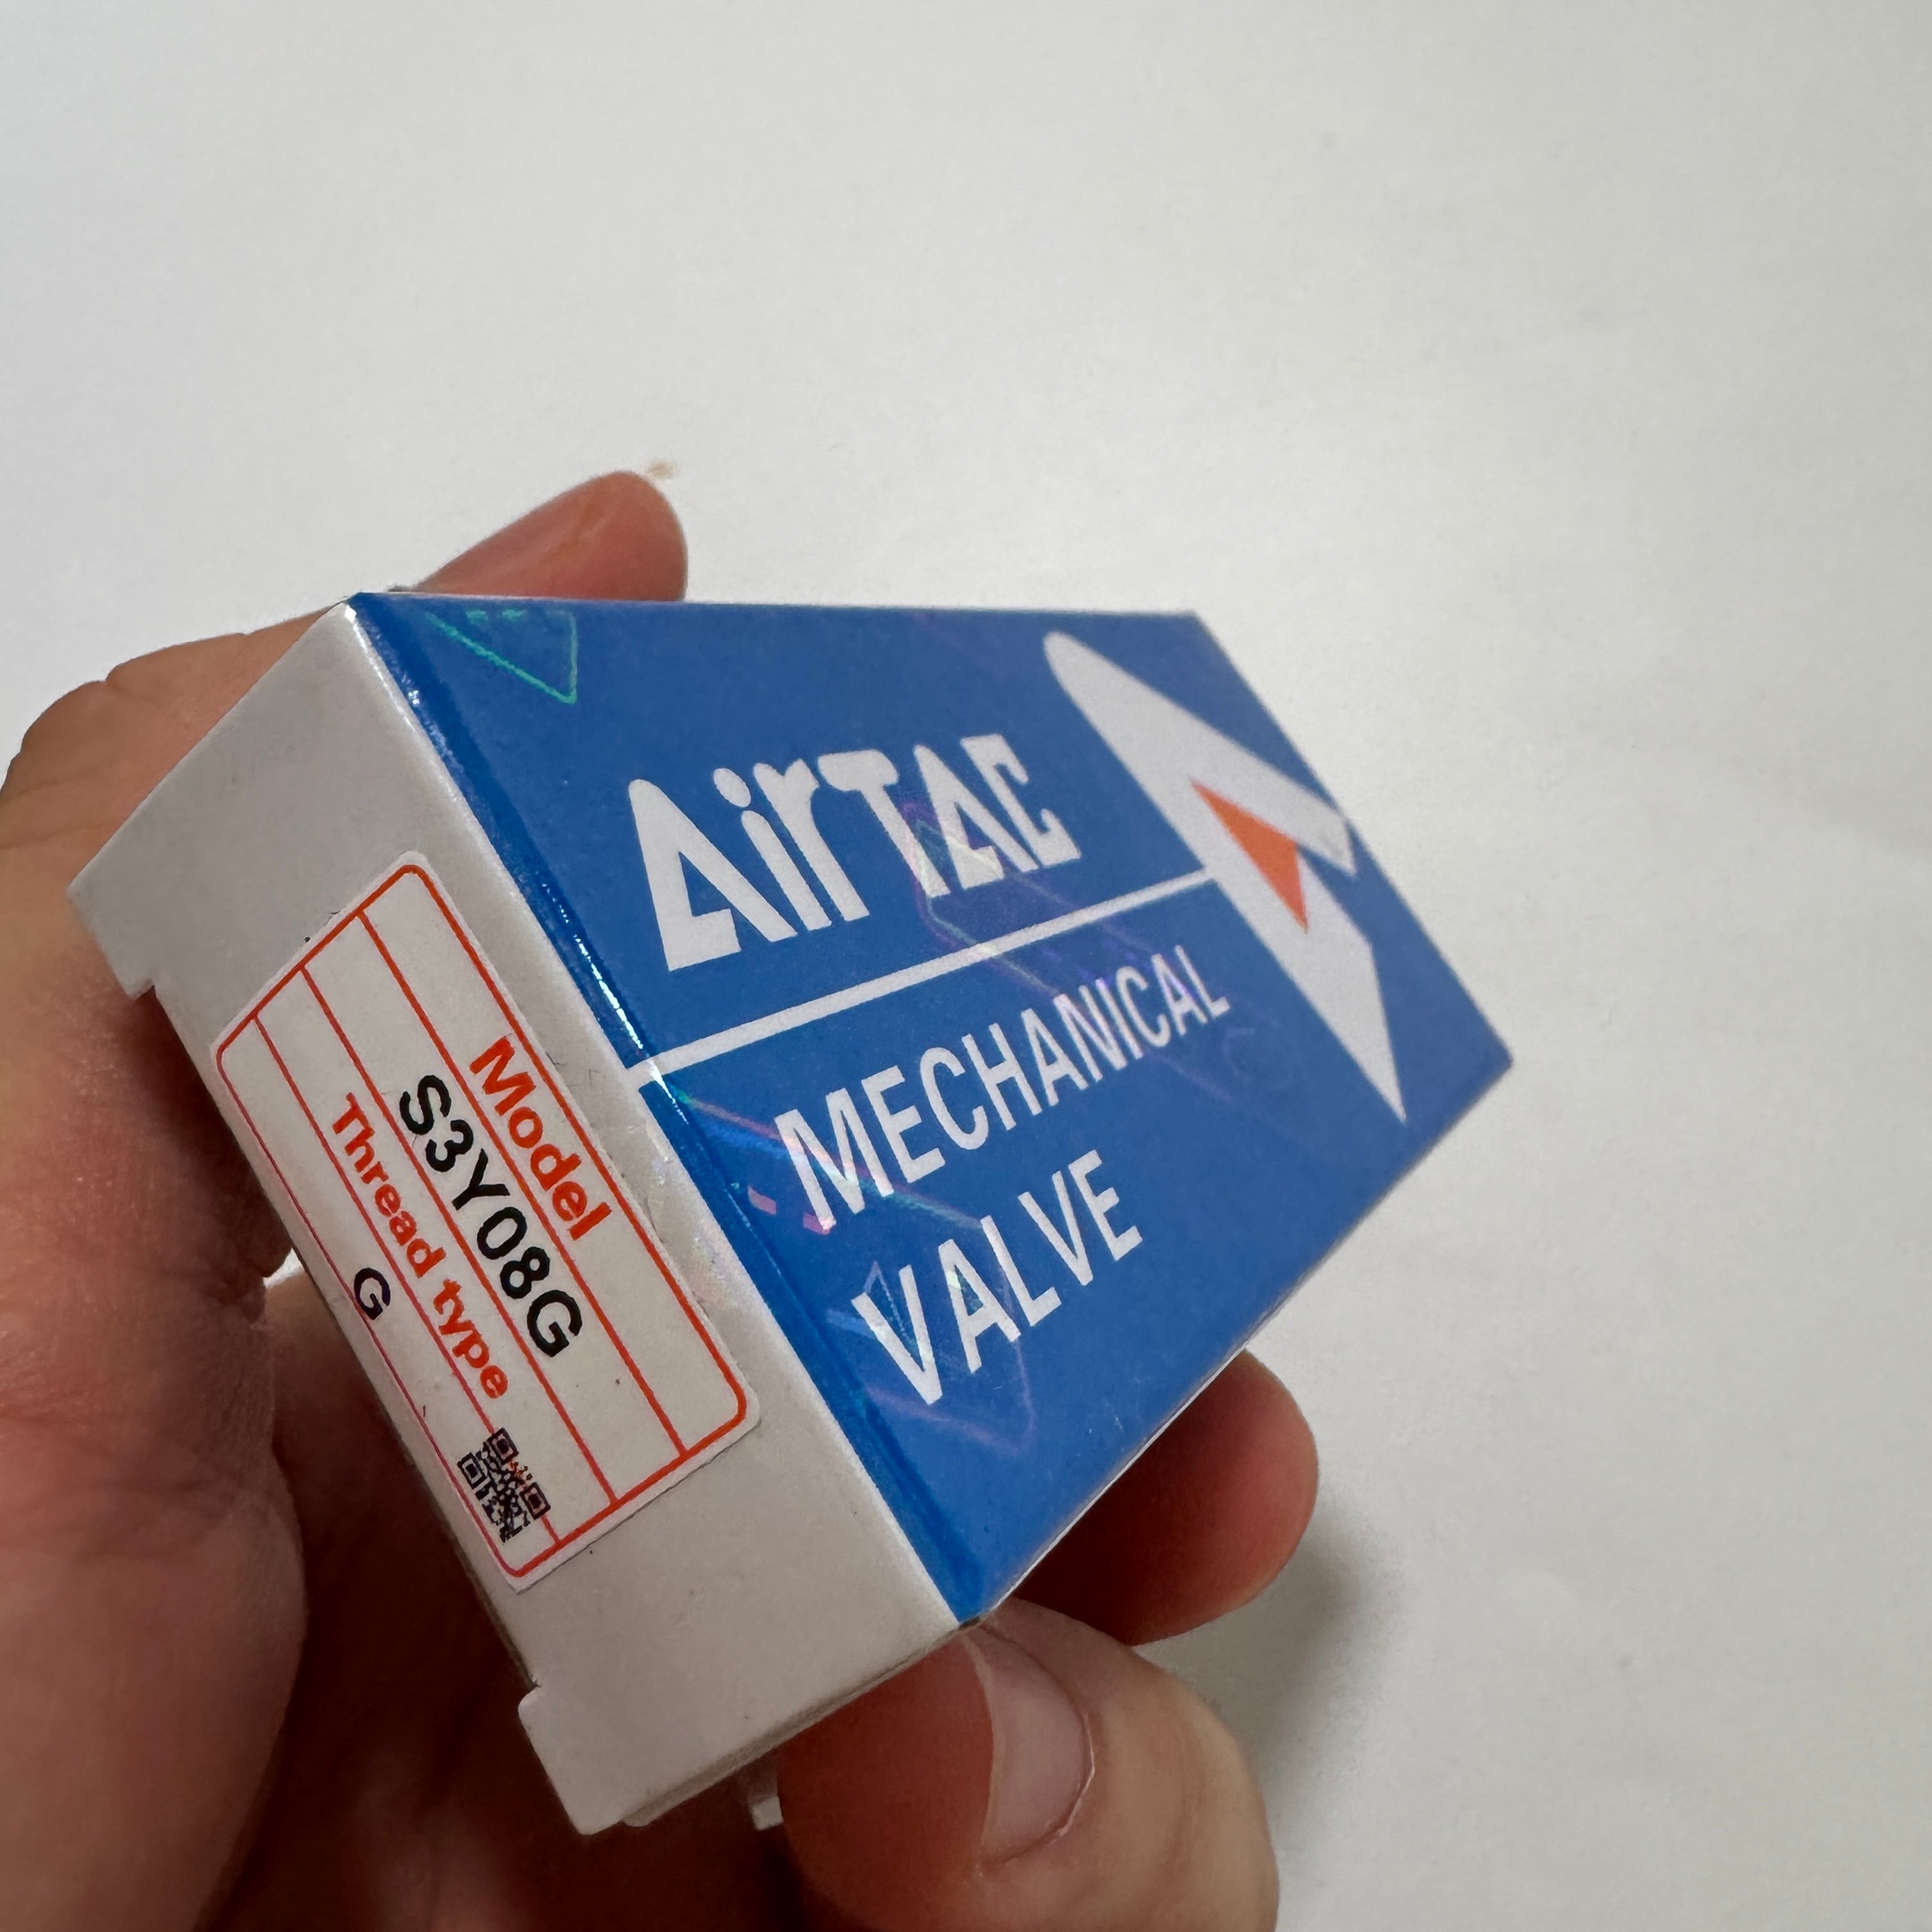 AirTAC
MECHANICAL
VALVE
Model
S3Y08G
Thread type
G